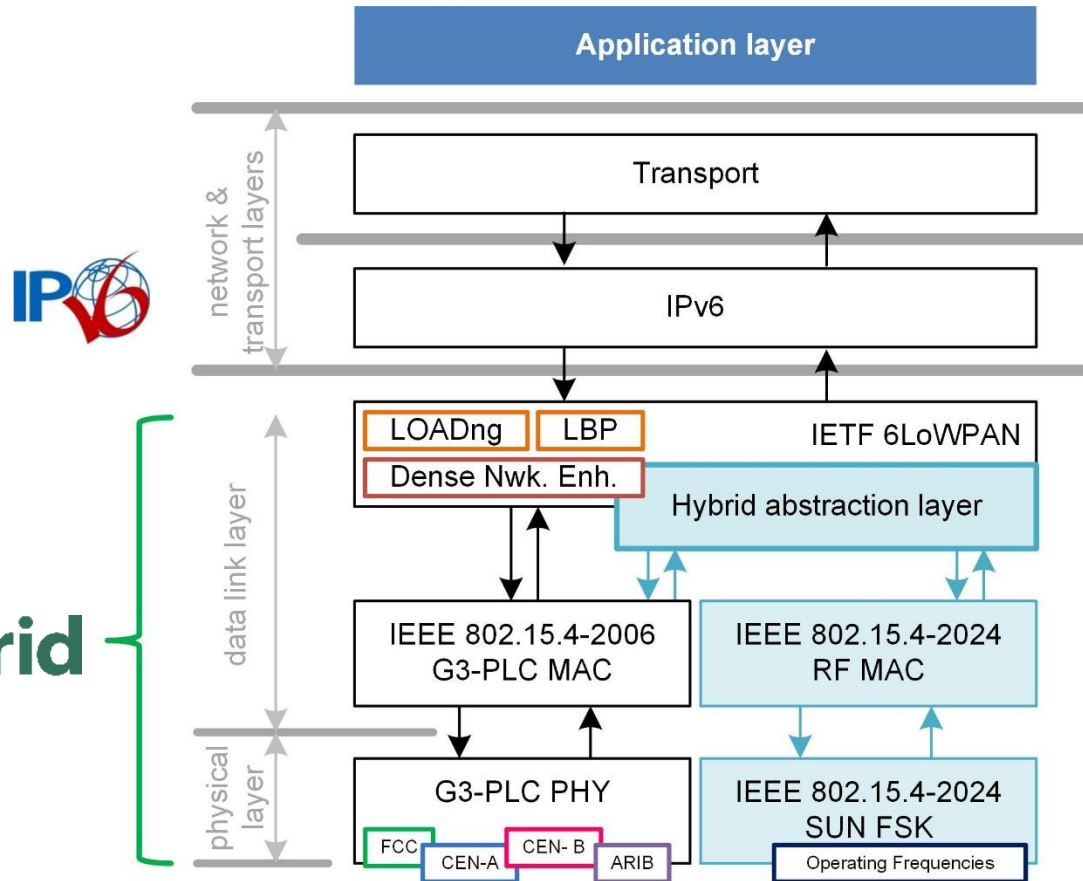 Application layer
Transport
network &
transport layers
IPv6
IPv6
LOADng
LBP
IETF 6LoWPAN
Dense Nwk. Enh.
Hybrid abstraction layer
data link layer
rid
IEEE 802.15.4-2006
G3-PLC MAC
IEEE 802.15.4-2024
RF MAC
physical
layer
G3-PLC PHY
IEEE 802.15.4-2024
SUN FSK
FCC
CEN-A
CEN- B
ARIB
Operating Frequencies